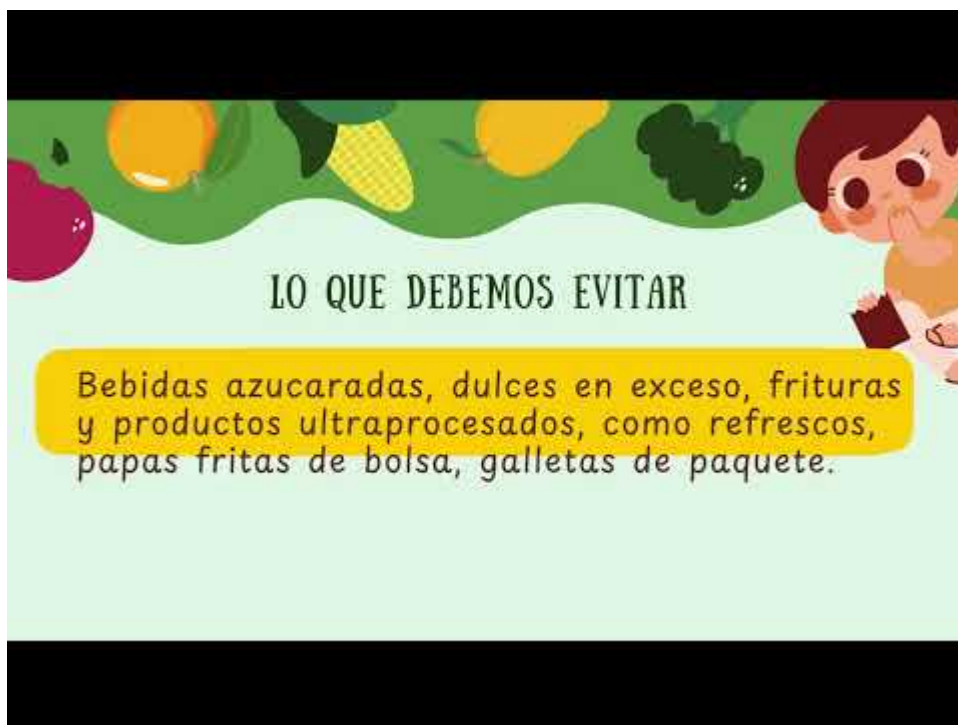 LO QUE DEBEMOS EVITAR
Bebidas azucaradas, dulces en exceso, frituras
y productos ultraprocesados, como refrescos,
papas fritas de bolsa, galletas de paquete.